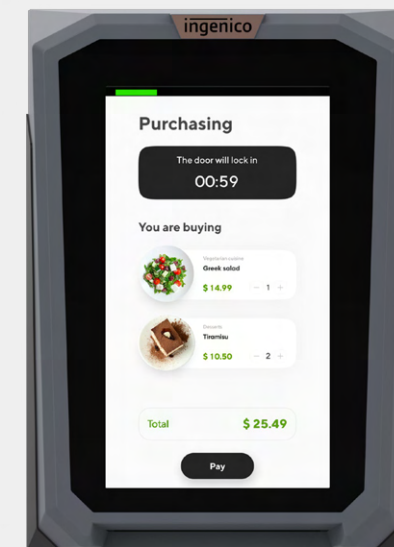 ingenico
Purchasing
The door will lock in
00:59
You are buying
Vegetarian cuisine
Greek salad
$ 14.99 − 1 +
Desserts
Tiramisu
$ 10.50 − 2 +
Total $ 25.49
Pay